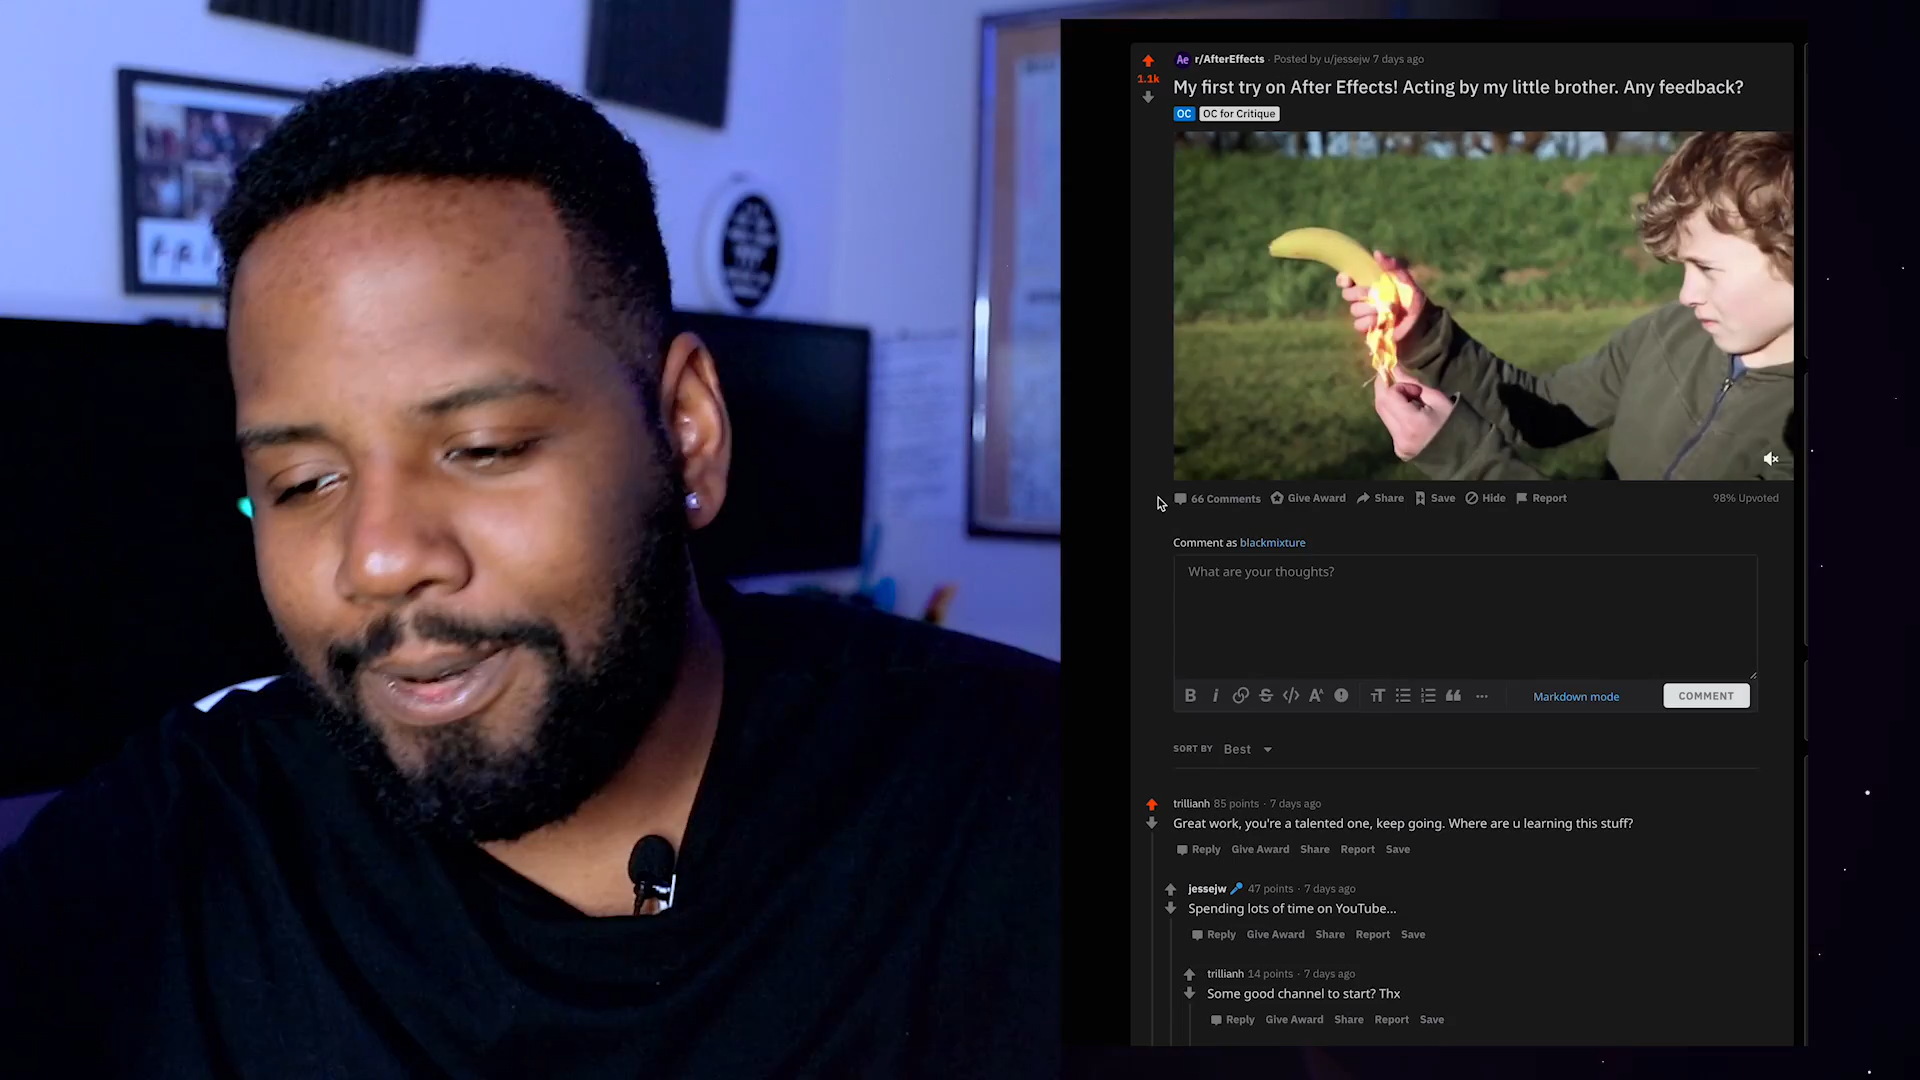 Ae r/AfterEffects · Posted by u/jessejw 7 days ago
1.1k
My first try on After Effects! Acting by my little brother. Any feedback?
OC OC for Critique
66 Comments Give Award Share Save Hide Report 98% Upvoted
Comment as blackmixture
What are your thoughts?
Markdown mode COMMENT
SORT BY Best
trillianh 85 points · 7 days ago
Great work, you're a talented one, keep going. Where are u learning this stuff?
Reply Give Award Share Report Save
jessejw 47 points · 7 days ago
Spending lots of time on YouTube...
Reply Give Award Share Report Save
trillianh 14 points · 7 days ago
Some good channel to start? Thx
Reply Give Award Share Report Save